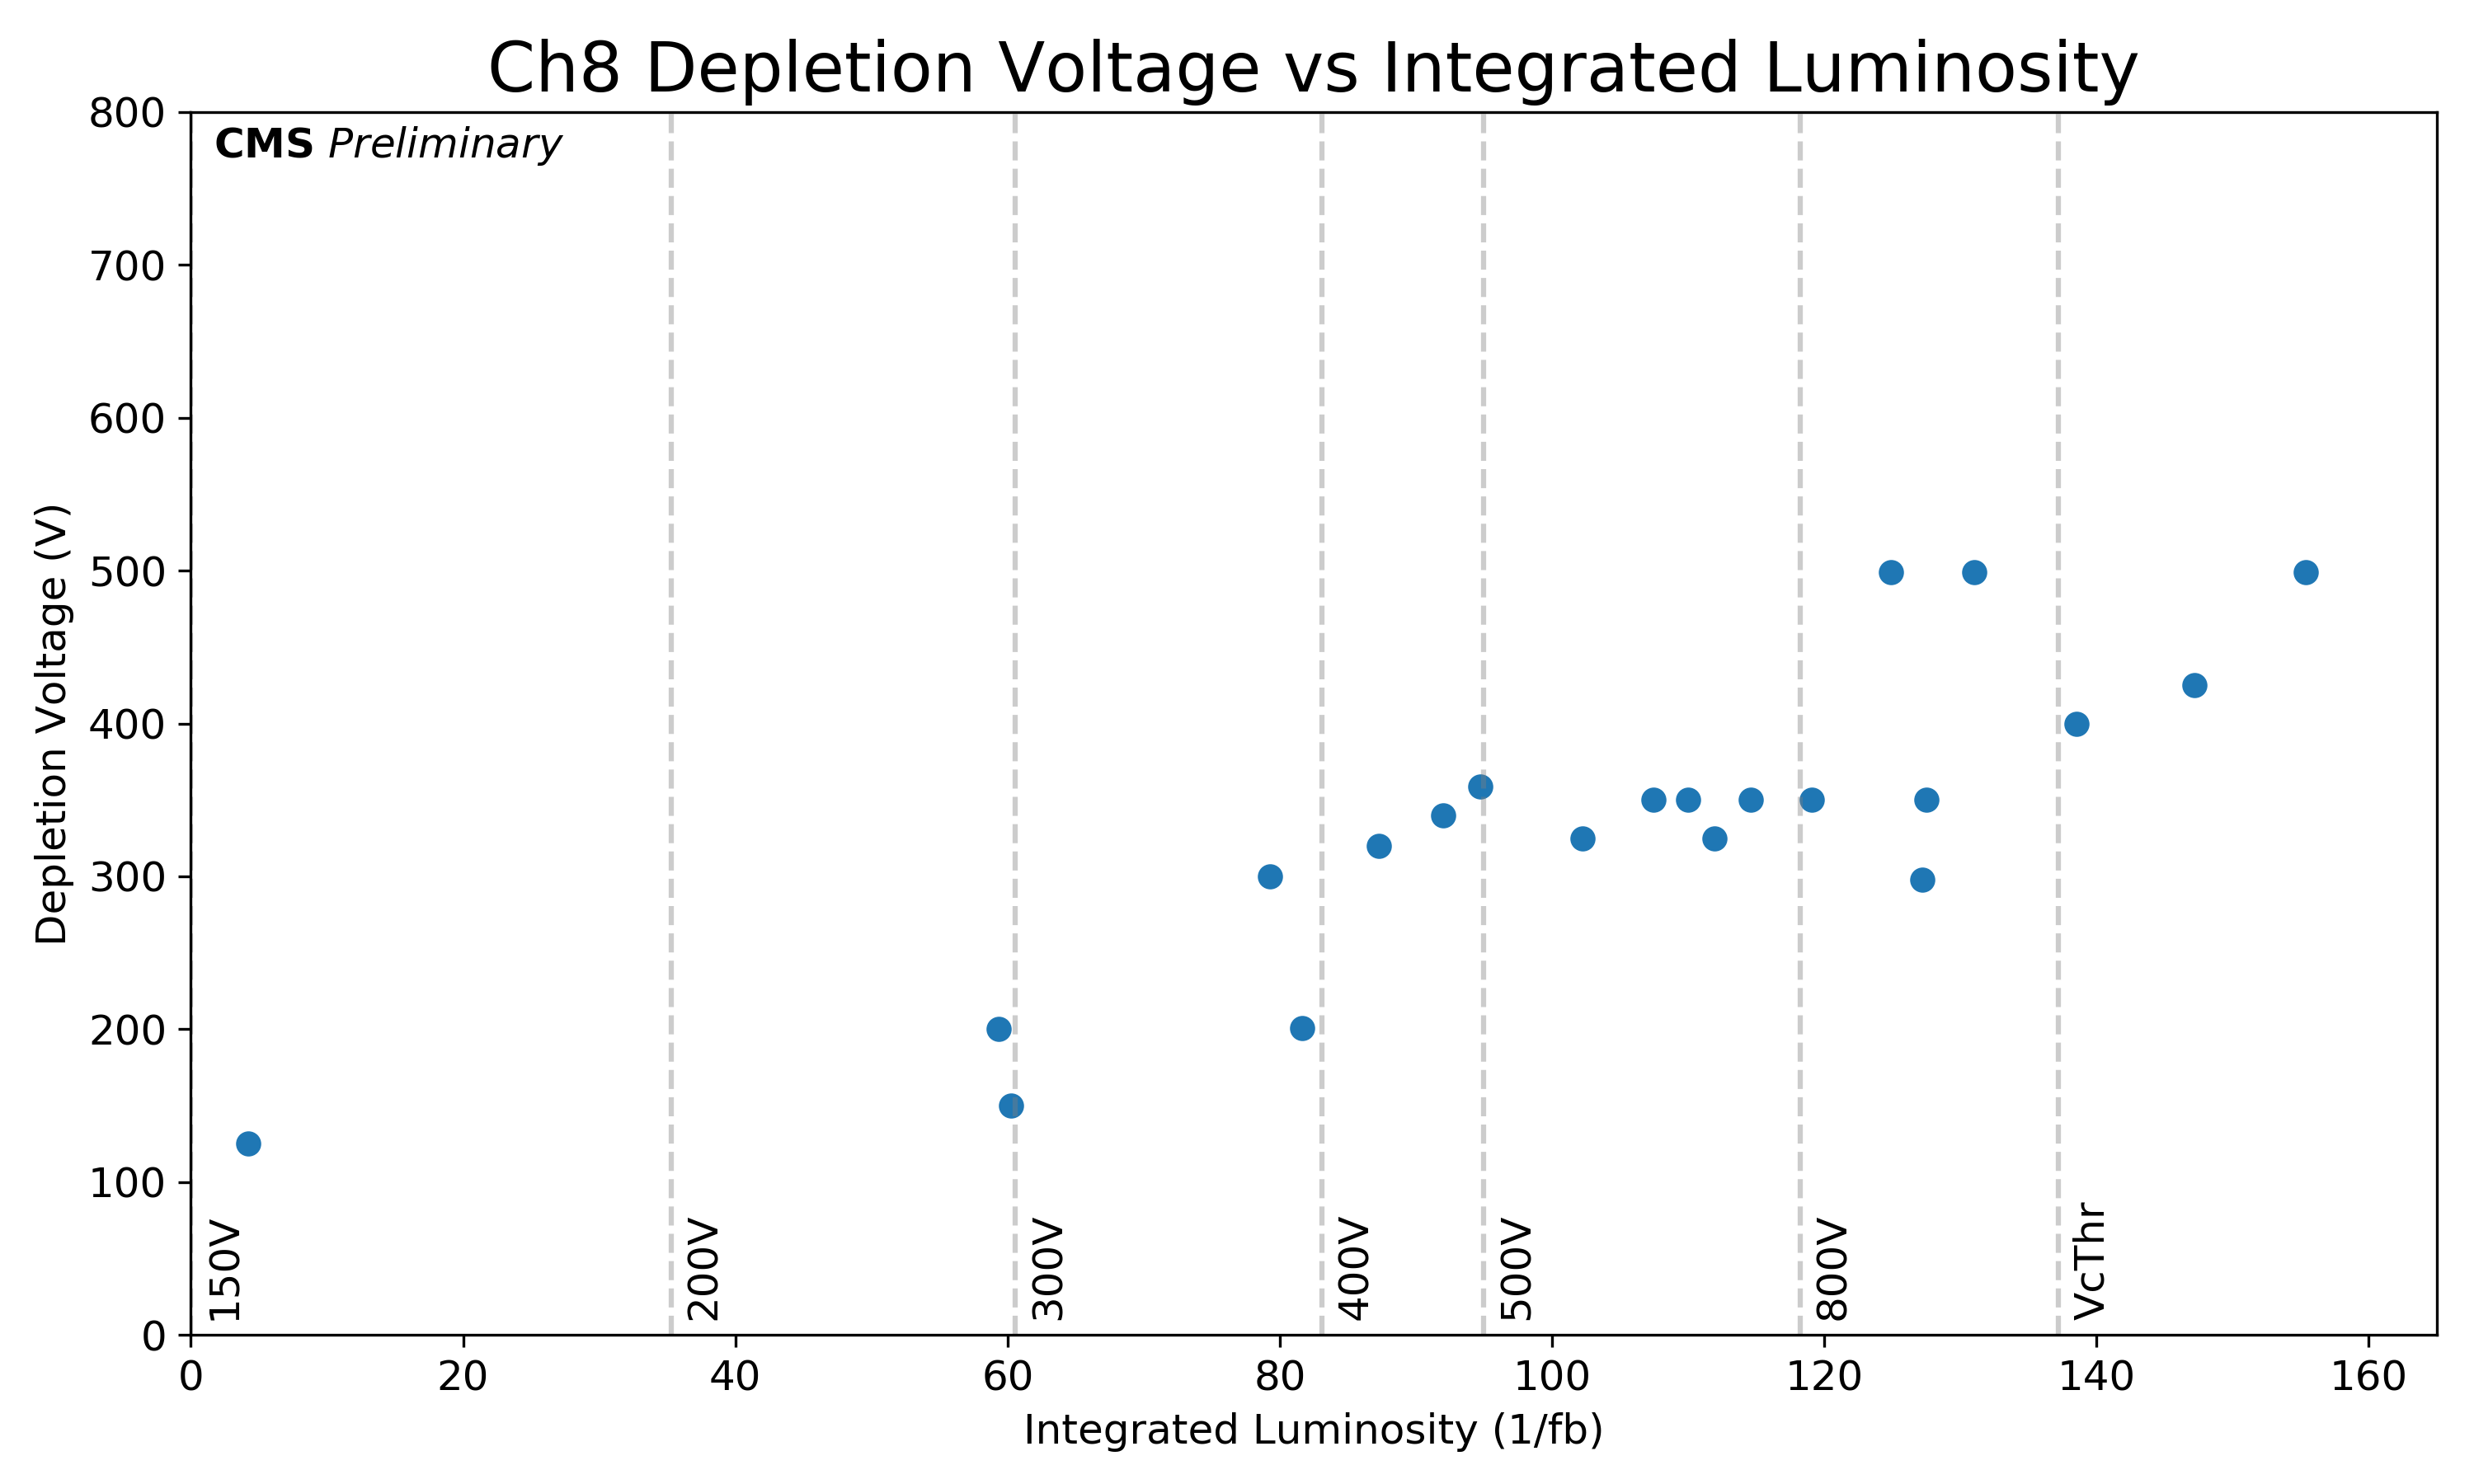 Ch8 Depletion Voltage vs Integrated Luminosity
CMS Preliminary
800
700
600
500
400
300
200
100
0
Depletion Voltage (V)
150V
200V
300V
400V
500V
800V
VcThr
0 20 40 60 80 100 120 140 160
Integrated Luminosity (1/fb)